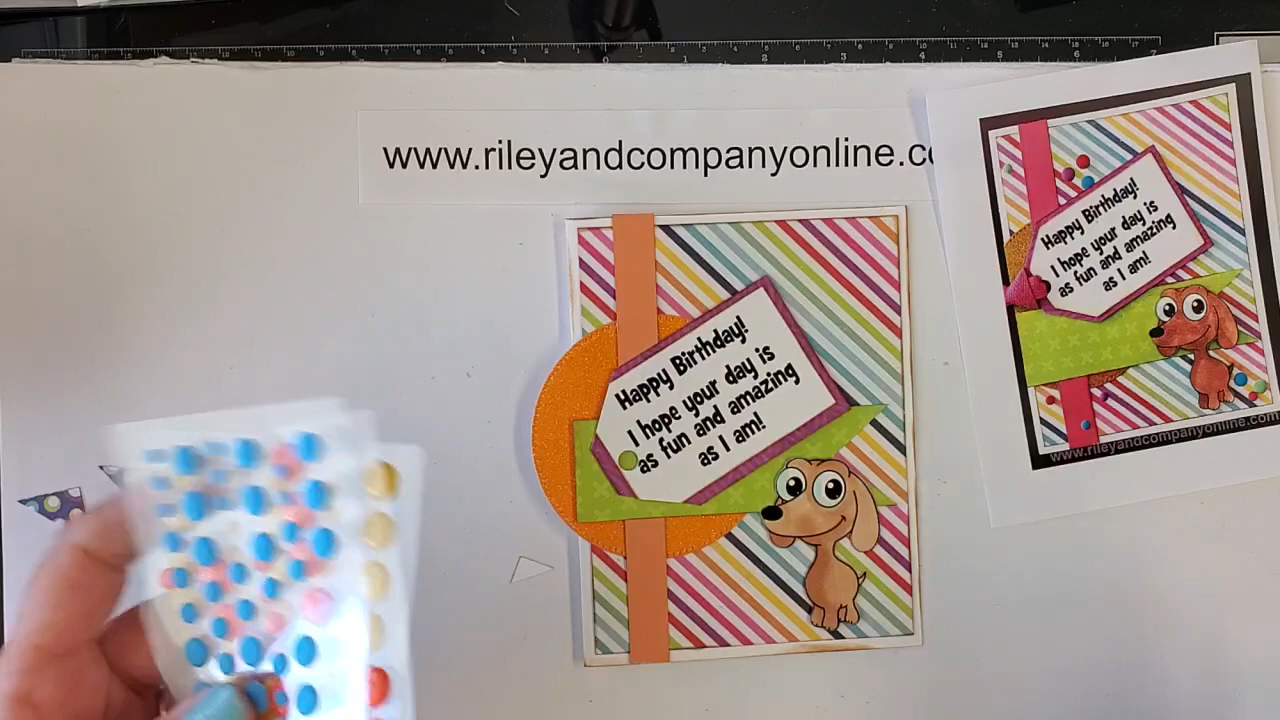 www.rileyandcompanyonline.c
Happy Birthday!
I hope your day is
as fun and amazing
as I am!
Happy Birthday!
I hope your day is
as fun and amazing
as I am!
www.rileyandcompanyonline.com